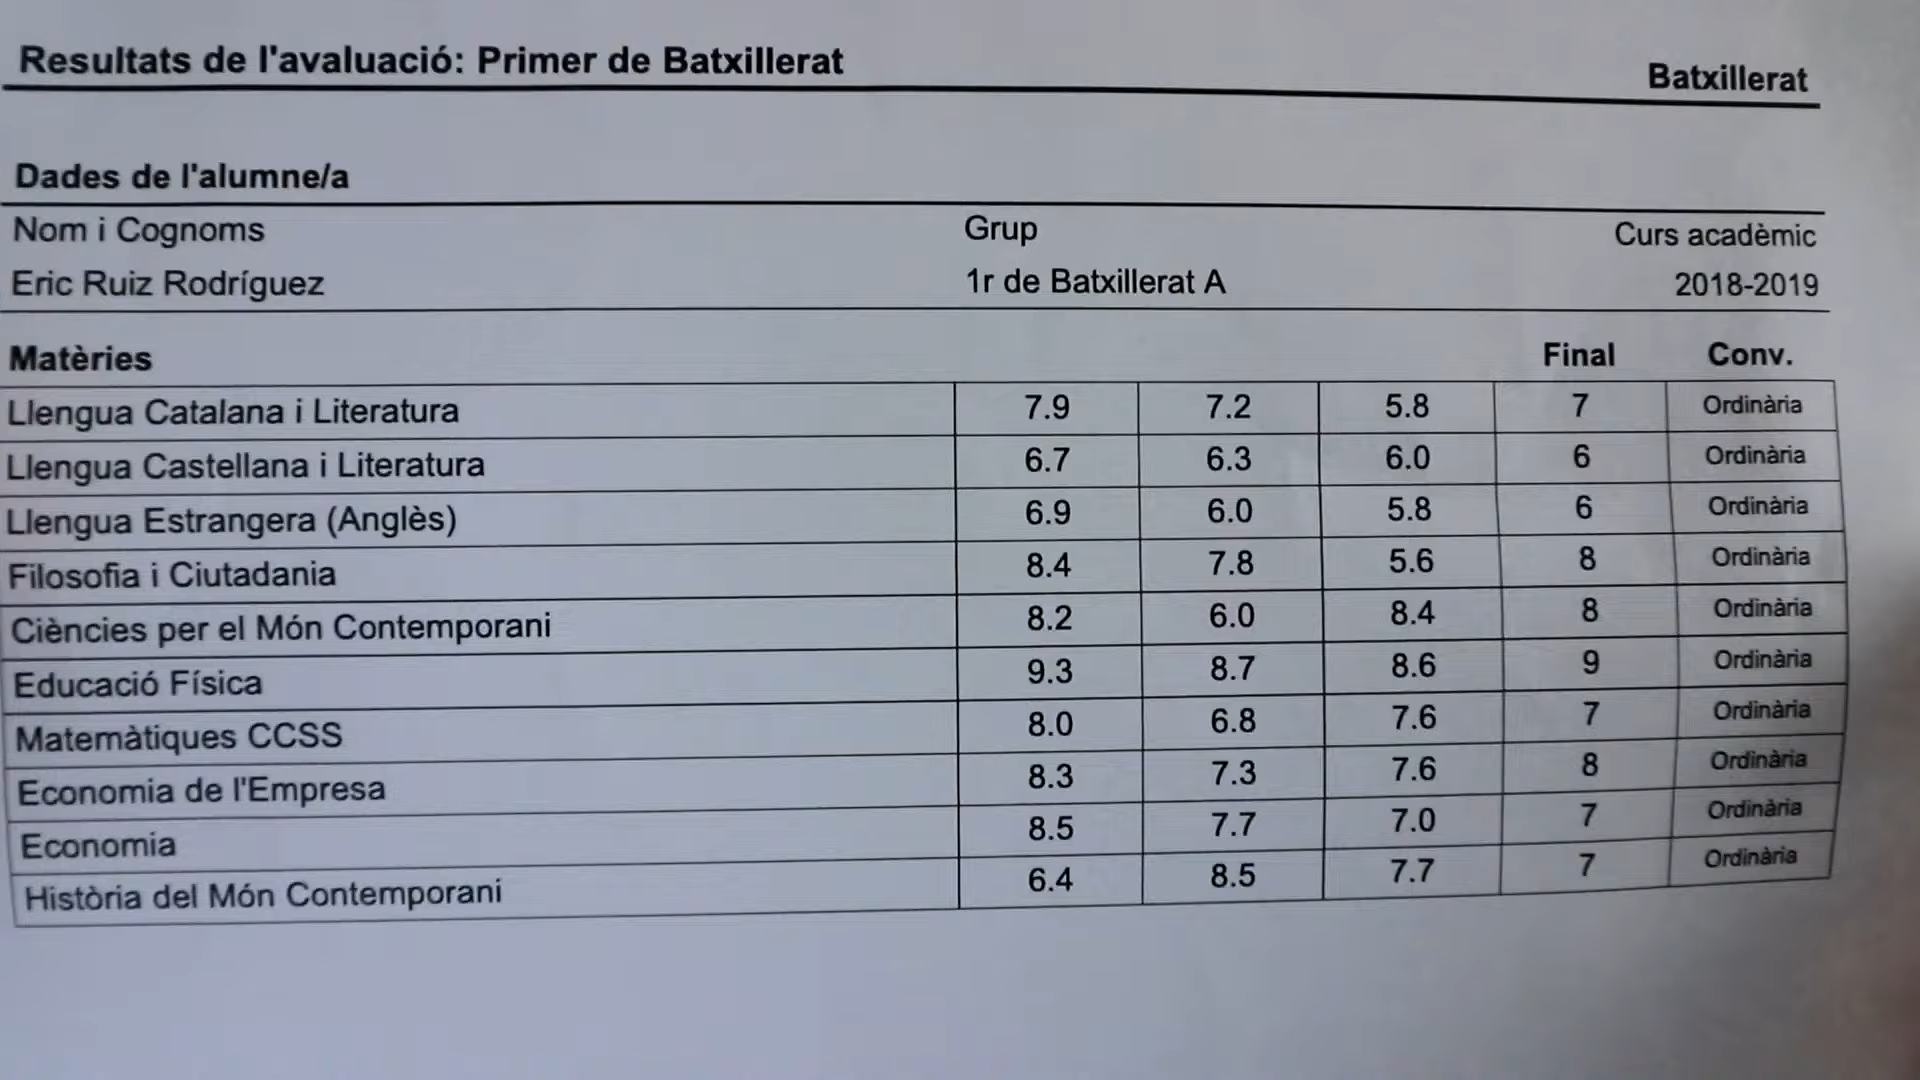 Resultats de l'avaluació: Primer de Batxillerat Batxillerat
Dades de l'alumne/a
Nom i Cognoms Grup Curs acadèmic
Eric Ruiz Rodríguez 1r de Batxillerat A 2018-2019
Matèries Final Conv.
Llengua Catalana i Literatura 7.9 7.2 5.8 7 Ordinària
Llengua Castellana i Literatura 6.7 6.3 6.0 6 Ordinària
Llengua Estrangera (Anglès) 6.9 6.0 5.8 6 Ordinària
Filosofia i Ciutadania 8.4 7.8 5.6 8 Ordinària
Ciències per el Món Contemporani 8.2 6.0 8.4 8 Ordinària
Educació Física 9.3 8.7 8.6 9 Ordinària
Matemàtiques CCSS 8.0 6.8 7.6 7 Ordinària
Economia de l'Empresa 8.3 7.3 7.6 8 Ordinària
Economia 8.5 7.7 7.0 7 Ordinària
Història del Món Contemporani 6.4 8.5 7.7 7 Ordinària